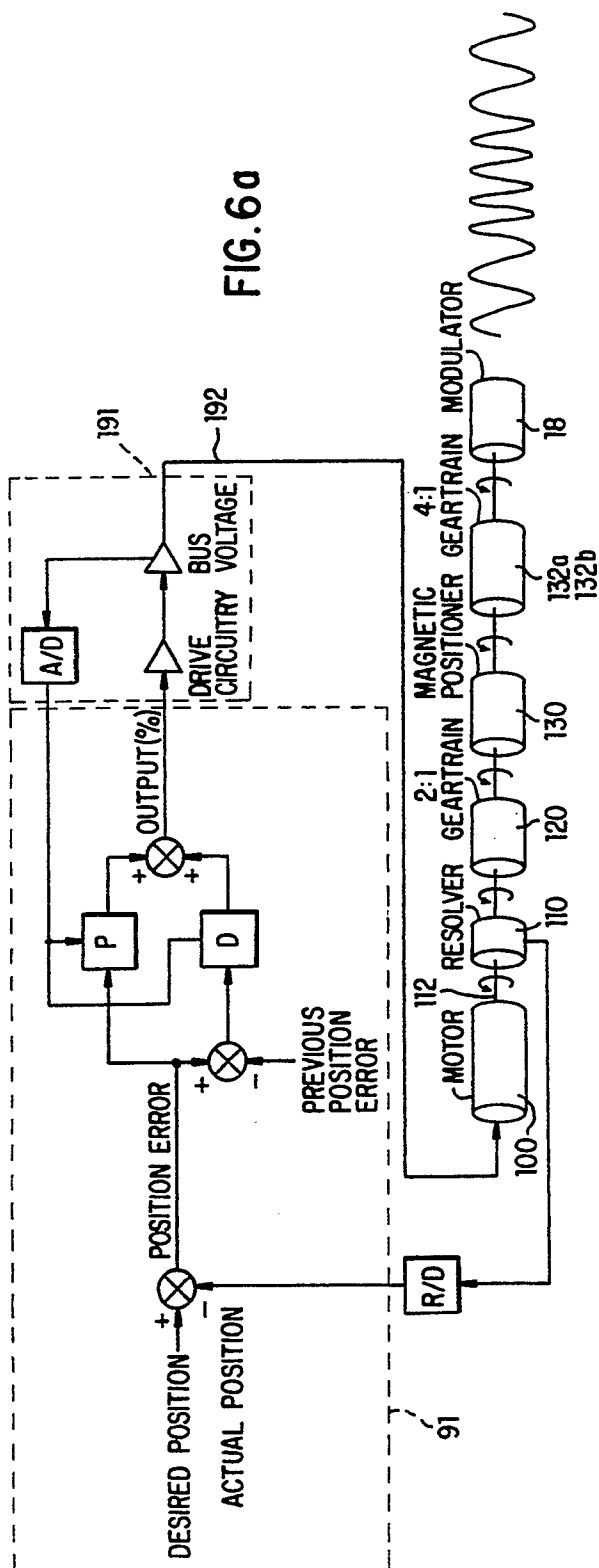 FIG. 6a
191
192
A/D
DRIVE
CIRCUITRY
BUS
VOLTAGE
OUTPUT(%)
P
D
+
+
+
-
PREVIOUS
POSITION
ERROR
POSITION ERROR
DESIRED POSITION
+
-
ACTUAL POSITION
91
R/D
MOTOR
100
112
RESOLVER
110
2:1
GEARTRAIN
120
MAGNETIC
POSITIONER
130
4:1
GEARTRAIN
132a
132b
MODULATOR
18